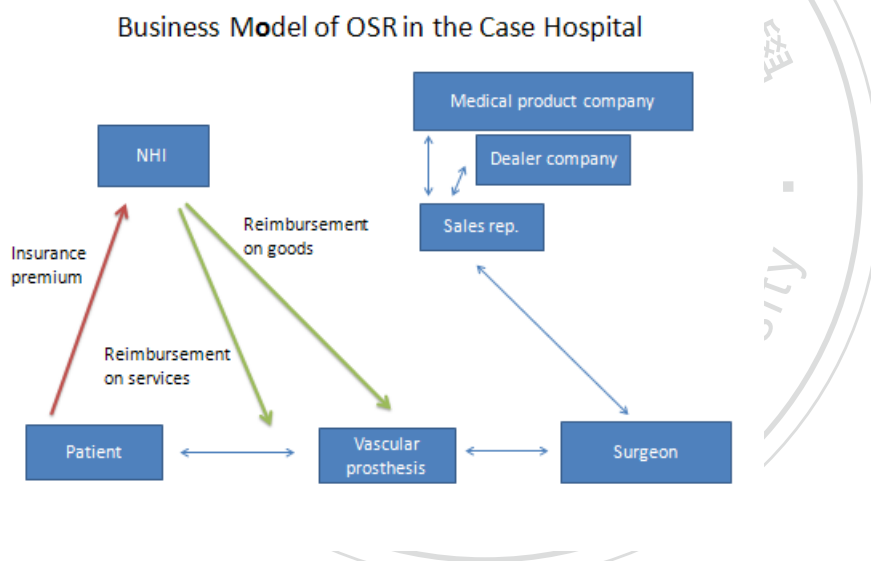 Business Model of OSR in the Case Hospital
Medical product company
NHI
Dealer company
Sales rep.
Reimbursement
on goods
Insurance
premium
Reimbursement
on services
Patient
Vascular
prosthesis
Surgeon